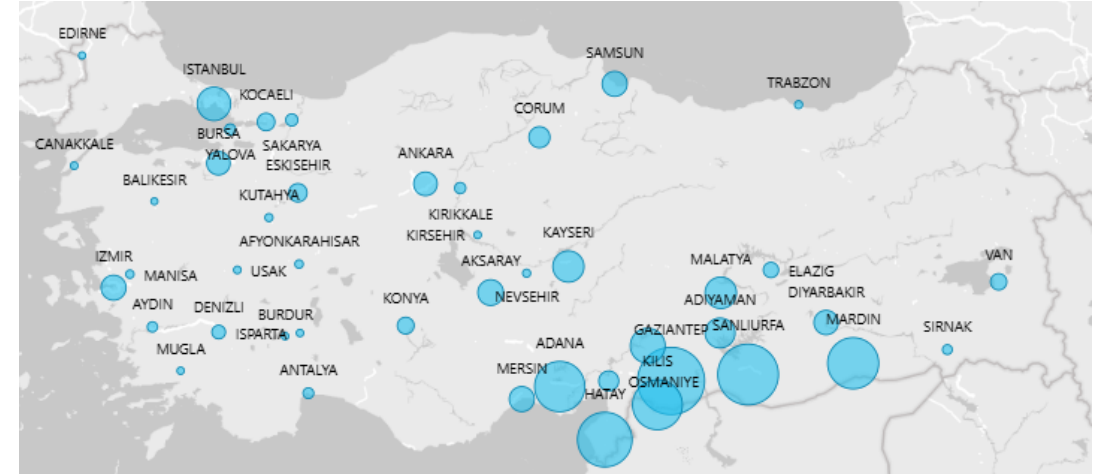 EDIRNE
SAMSUN
ISTANBUL
TRABZON
KOCAELI
CORUM
BURSA
CANAKKALE
SAKARYA
YALOVA
ANKARA
ESKISEHIR
BALIKESIR
KUTAHYA
KIRIKKALE
KIRSEHIR
KAYSERI
AFYONKARAHISAR
IZMIR
AKSARAY
MALATYA
VAN
MANISA
USAK
ELAZIG
DIYARBAKIR
NEVSEHIR
KONYA
ADIYAMAN
AYDIN
DENIZLI
BURDUR
MARDIN
ISPARTA
GAZIANTEP
SANLIURFA
SIRNAK
MUGLA
ADANA
KILIS
ANTALYA
MERSIN
OSMANIYE
HATAY